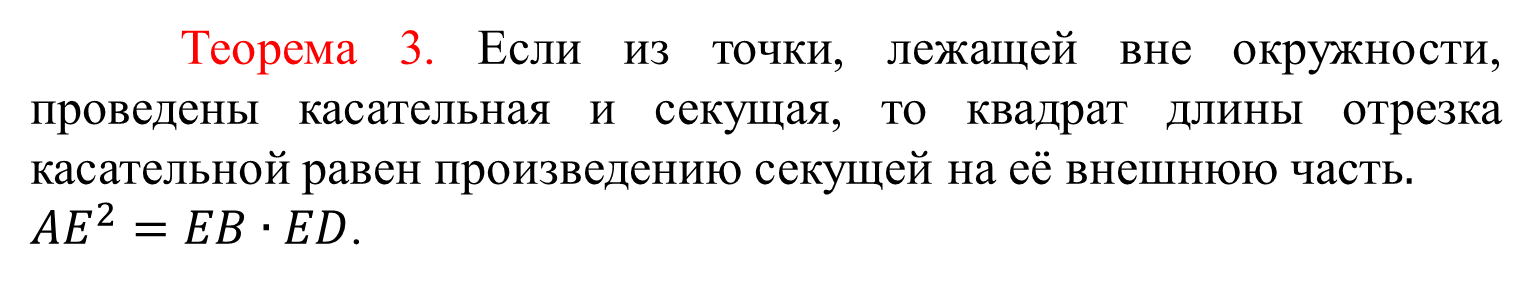 Теорема 3. Если из точки, лежащей вне окружности,
проведены касательная и секущая, то квадрат длины отрезка
касательной равен произведению секущей на её внешнюю часть.
𝐴𝐸² = 𝐸𝐵 ⋅ 𝐸𝐷.